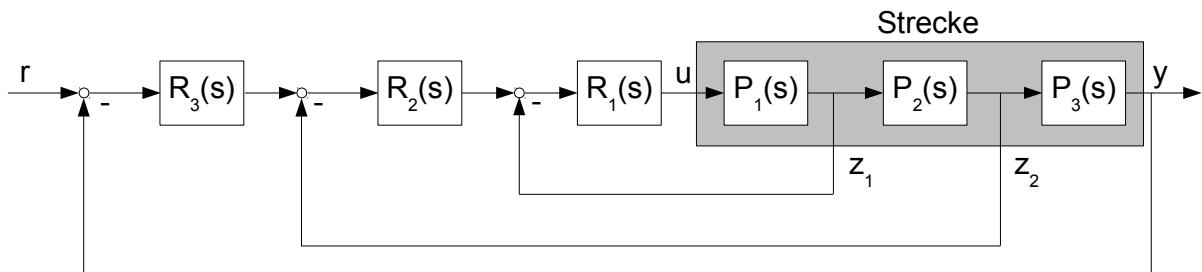 Strecke
r - R₃(s) - R₂(s) - R₁(s) u P₁(s) P₂(s) P₃(s) y
z₁ z₂